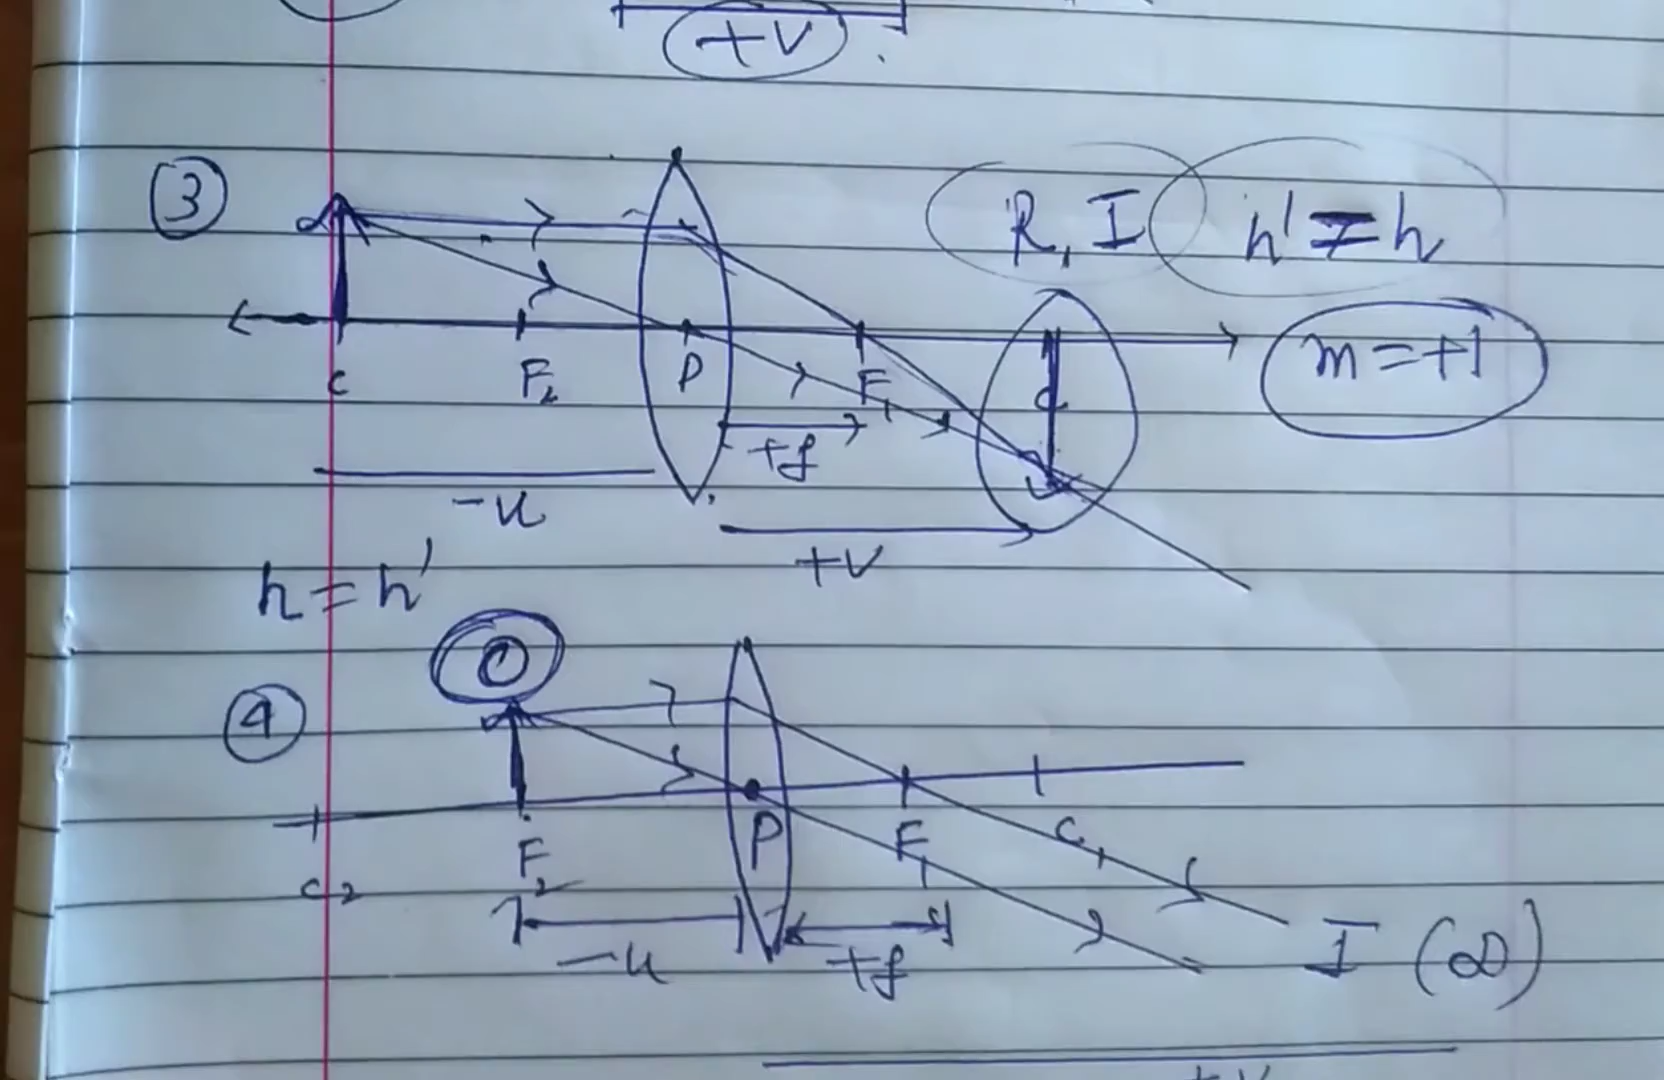 +v
3
R, I h' = h
m = +1
C F₂ P F₁ C
+f
-u
+v
h = h'
O
4
P F₁ C₁
C₂ F₂
-u +f I (∞)
+v